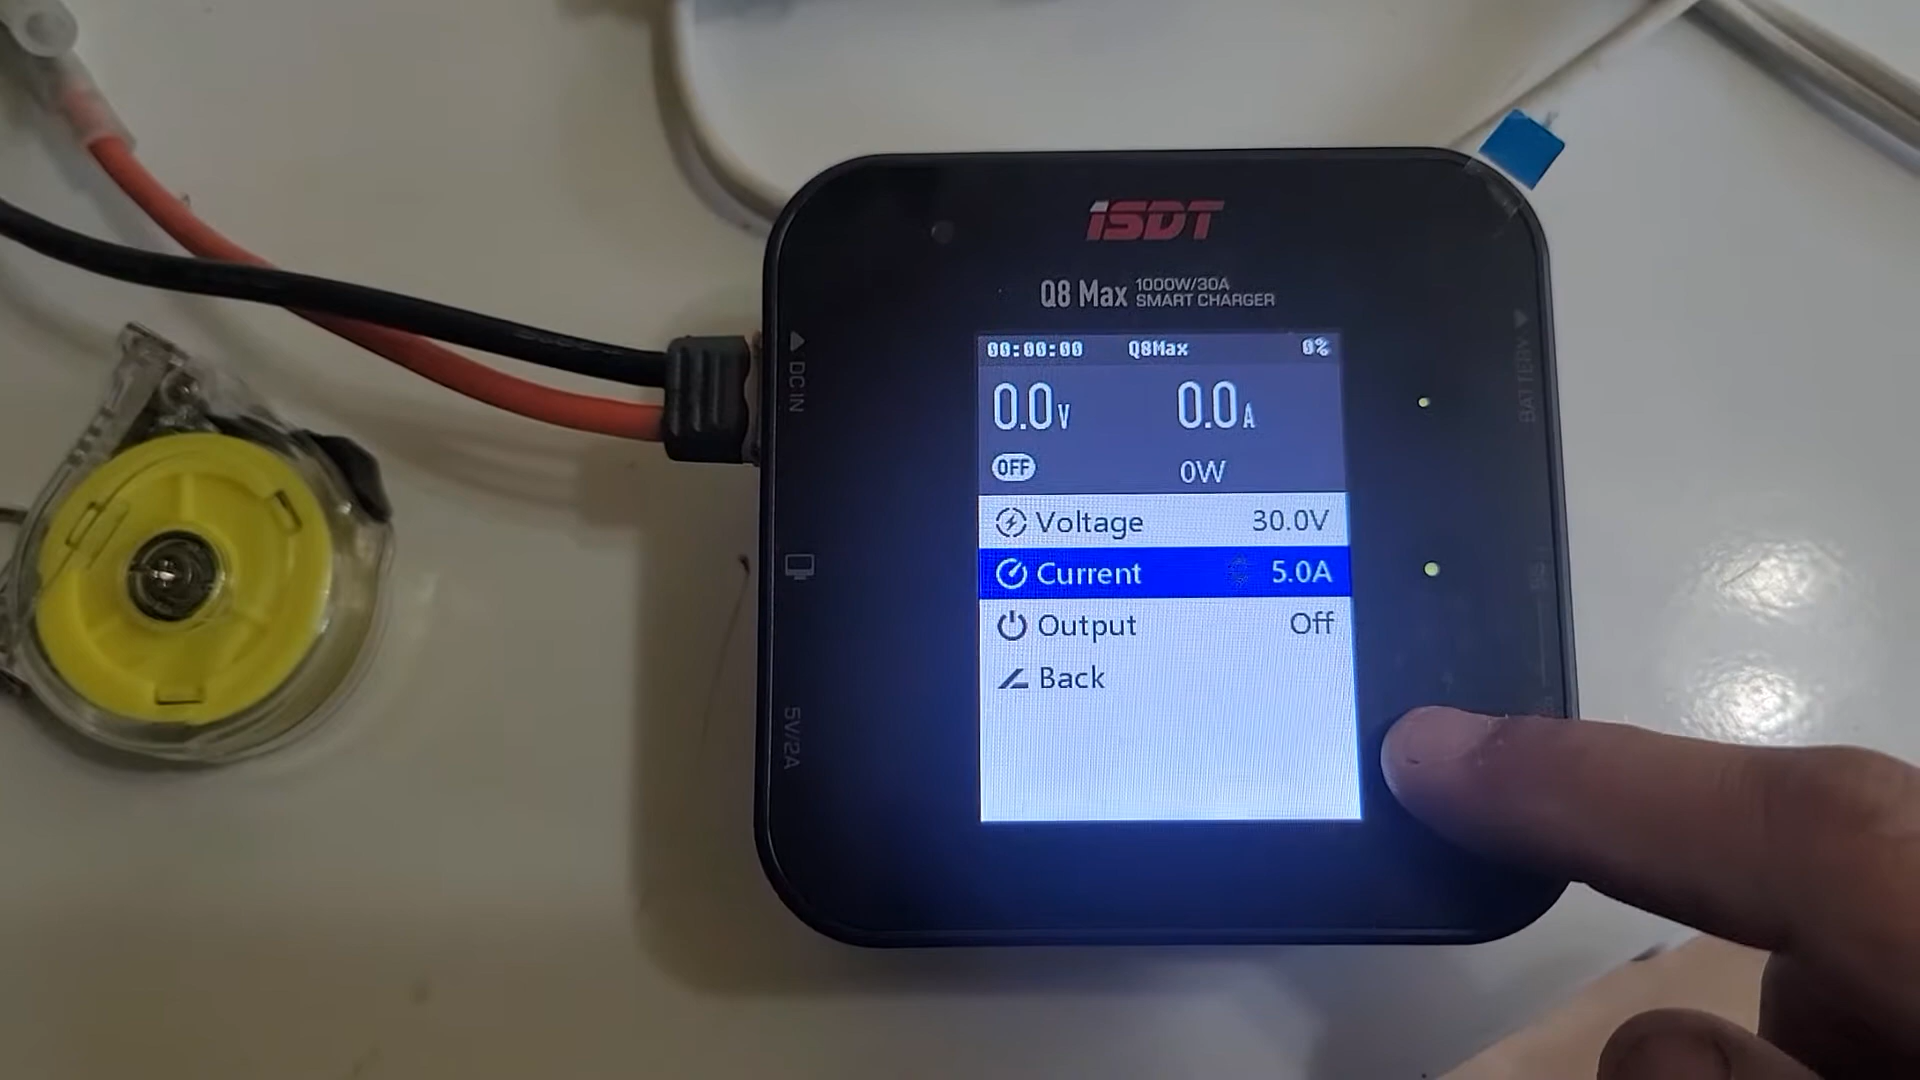 iSDT
Q8 Max 1000W/30A
SMART CHARGER
DC IN
BATTERY
00:00:00 Q8Max 0%
0.0V 0.0A
OFF 0W
Voltage 30.0V
Current 5.0A
Output Off
Back
5V/2A